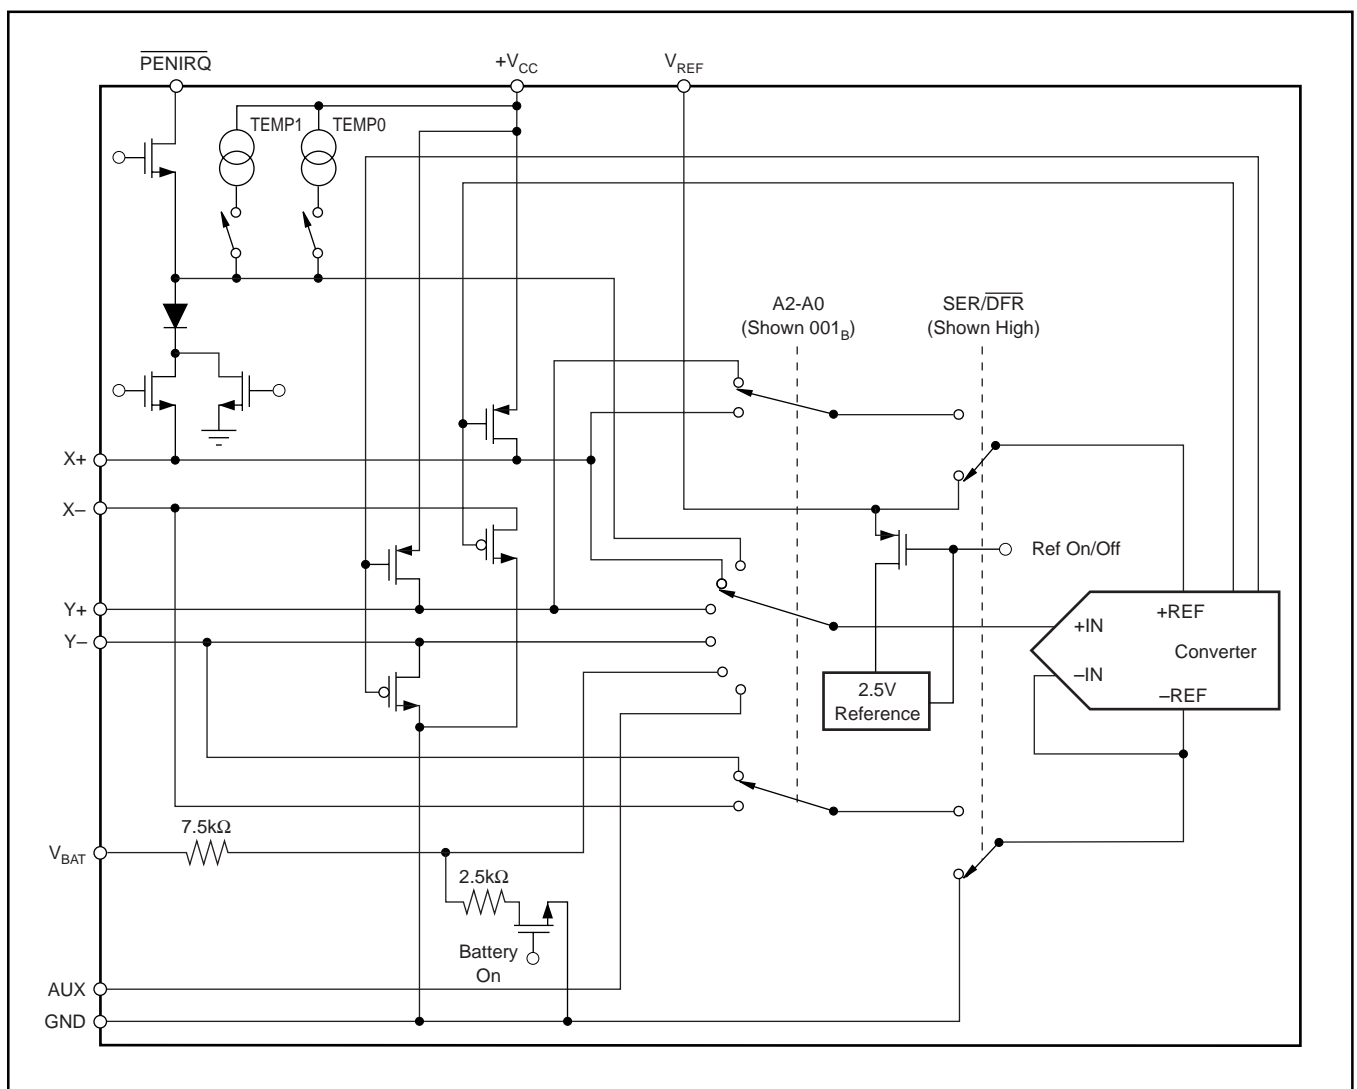 PENIRQ
+VCC
VREF
TEMP1
TEMP0
A2-A0
(Shown 001B)
SER/DFR
(Shown High)
X+
X–
Ref On/Off
Y+
+IN
+REF
Y–
Converter
–IN
2.5V
Reference
–REF
7.5kΩ
VBAT
2.5kΩ
Battery
On
AUX
GND